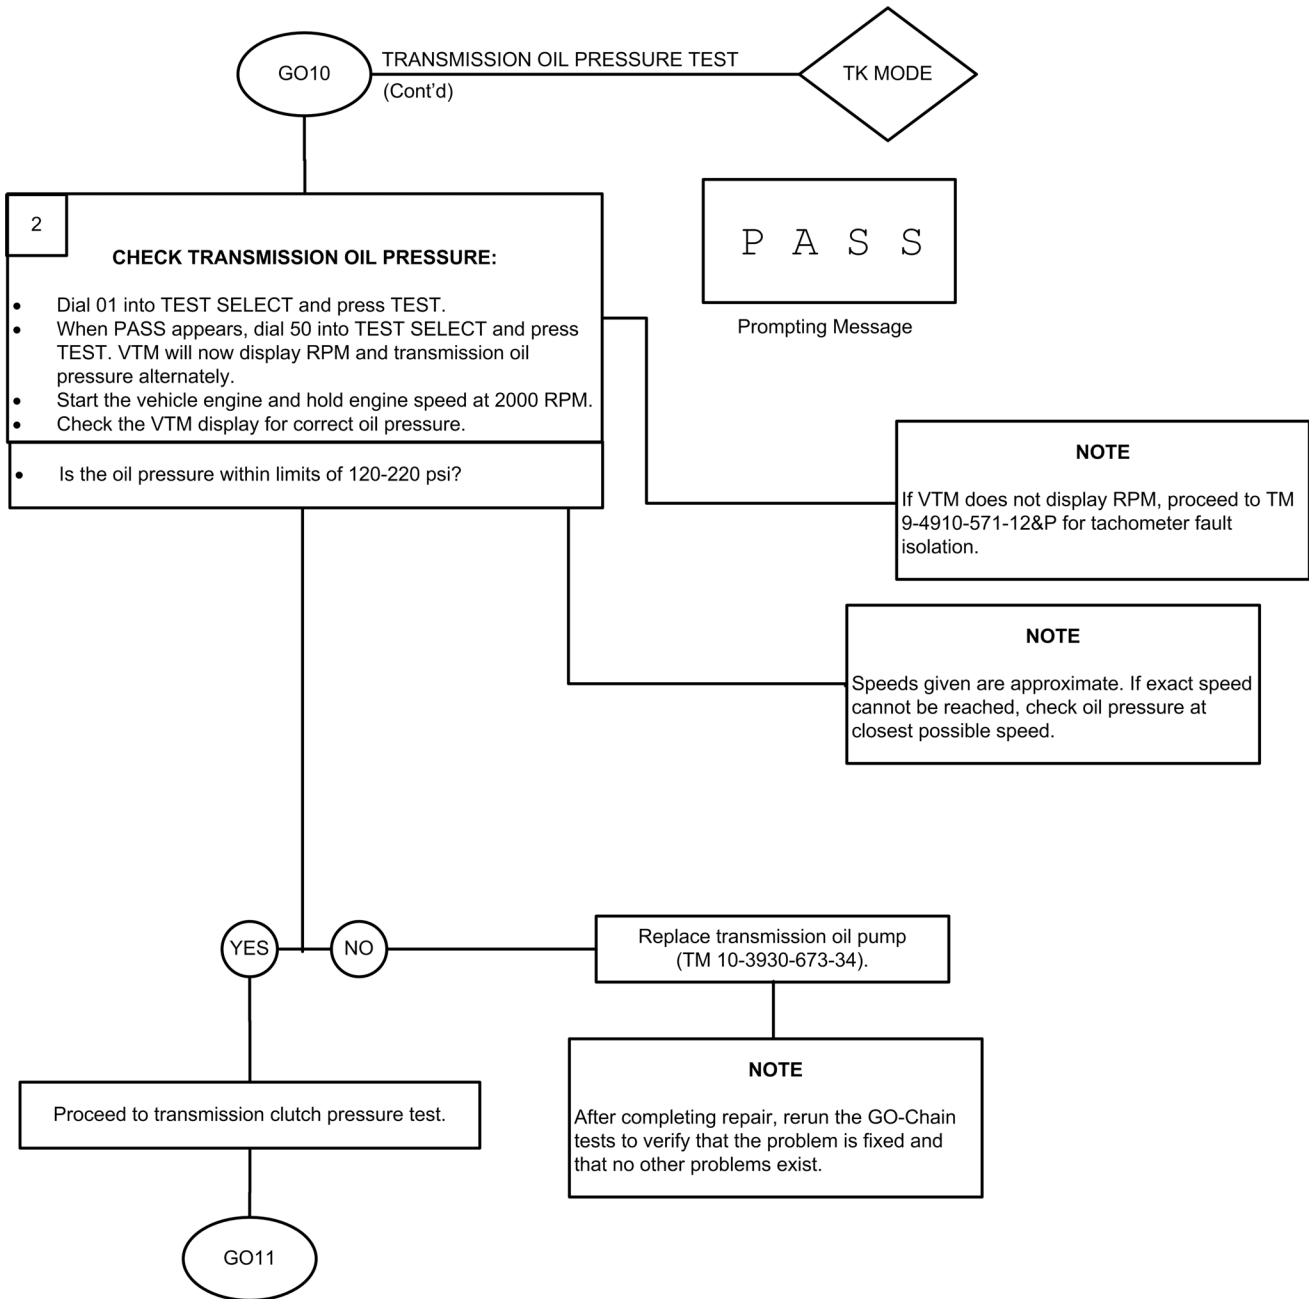 GO10
TRANSMISSION OIL PRESSURE TEST
(Cont'd)
TK MODE
2
CHECK TRANSMISSION OIL PRESSURE:
• Dial 01 into TEST SELECT and press TEST.
• When PASS appears, dial 50 into TEST SELECT and press
TEST. VTM will now display RPM and transmission oil
pressure alternately.
• Start the vehicle engine and hold engine speed at 2000 RPM.
• Check the VTM display for correct oil pressure.
• Is the oil pressure within limits of 120-220 psi?
P A S S
Prompting Message
NOTE
If VTM does not display RPM, proceed to TM
9-4910-571-12&P for tachometer fault
isolation.
NOTE
Speeds given are approximate. If exact speed
cannot be reached, check oil pressure at
closest possible speed.
YES
NO
Replace transmission oil pump
(TM 10-3930-673-34).
NOTE
After completing repair, rerun the GO-Chain
tests to verify that the problem is fixed and
that no other problems exist.
Proceed to transmission clutch pressure test.
GO11